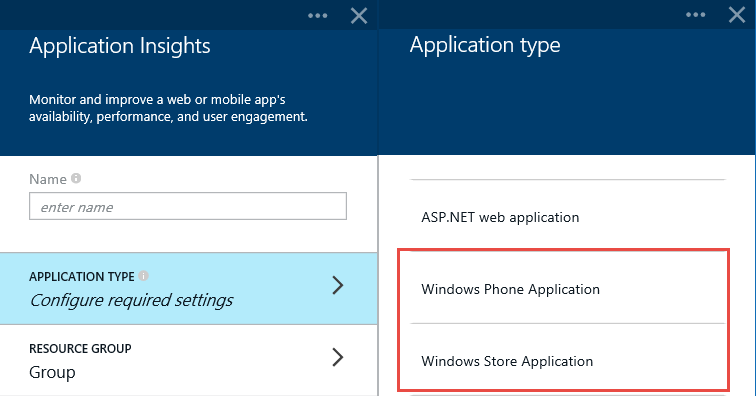 Application Insights
Monitor and improve a web or mobile app's
availability, performance, and user engagement.
Name
enter name
APPLICATION TYPE
Configure required settings
RESOURCE GROUP
Group
Application type
ASP.NET web application
Windows Phone Application
Windows Store Application